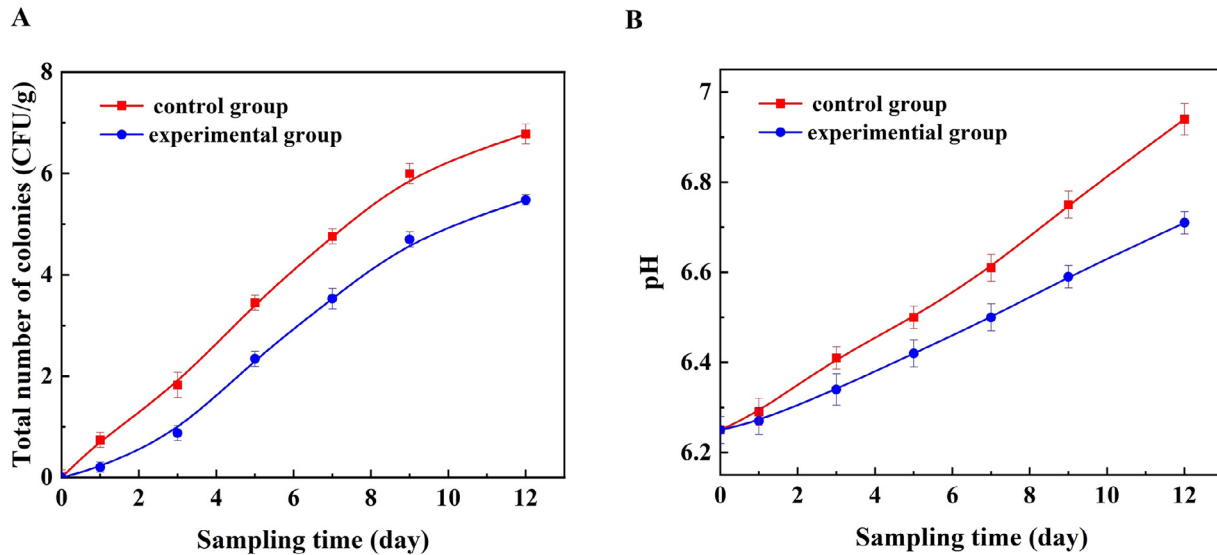 A
Total number of colonies (CFU/g)
8
6
4
2
0
control group
experimental group
0 2 4 6 8 10 12
Sampling time (day)
B
pH
7
6.8
6.6
6.4
6.2
control group
experimential group
0 2 4 6 8 10 12
Sampling time (day)